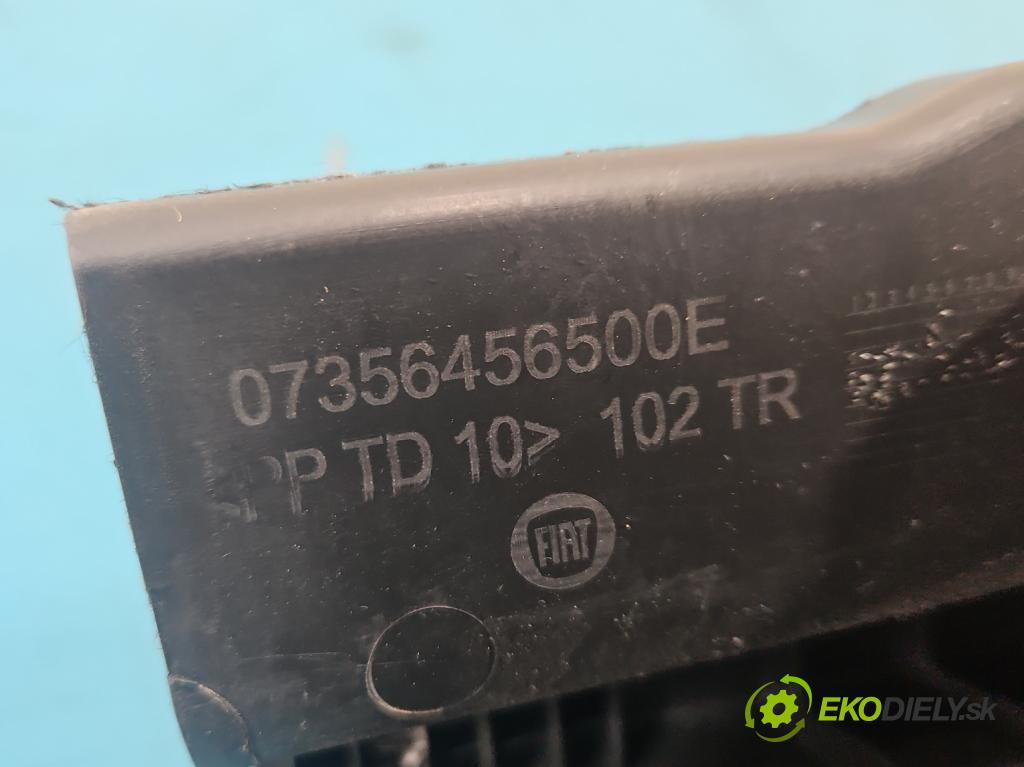 07356456500E
PP TD 10> 102 TR
FIAT
EKODIELY.sk